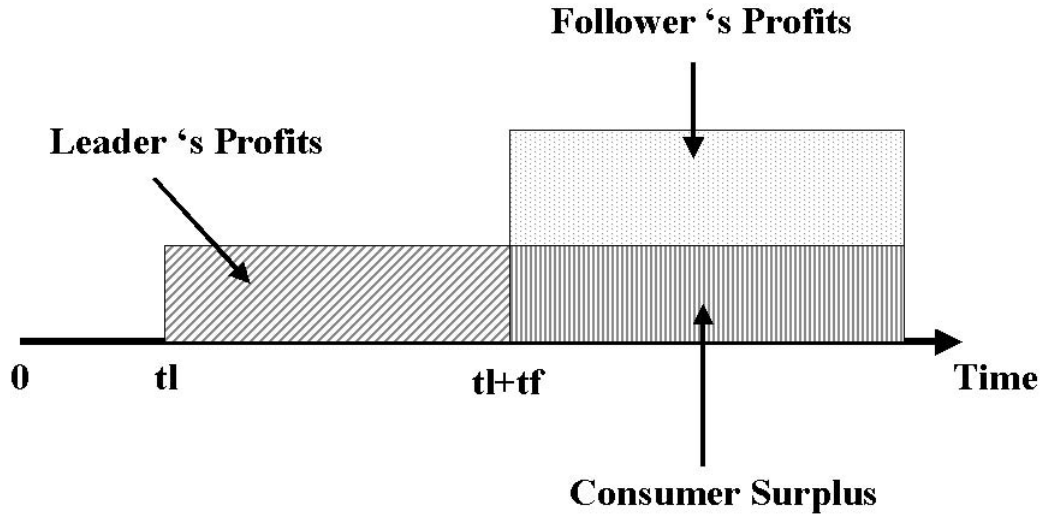 Follower ‘s Profits
Leader ‘s Profits
0
tl
tl+tf
Time
Consumer Surplus